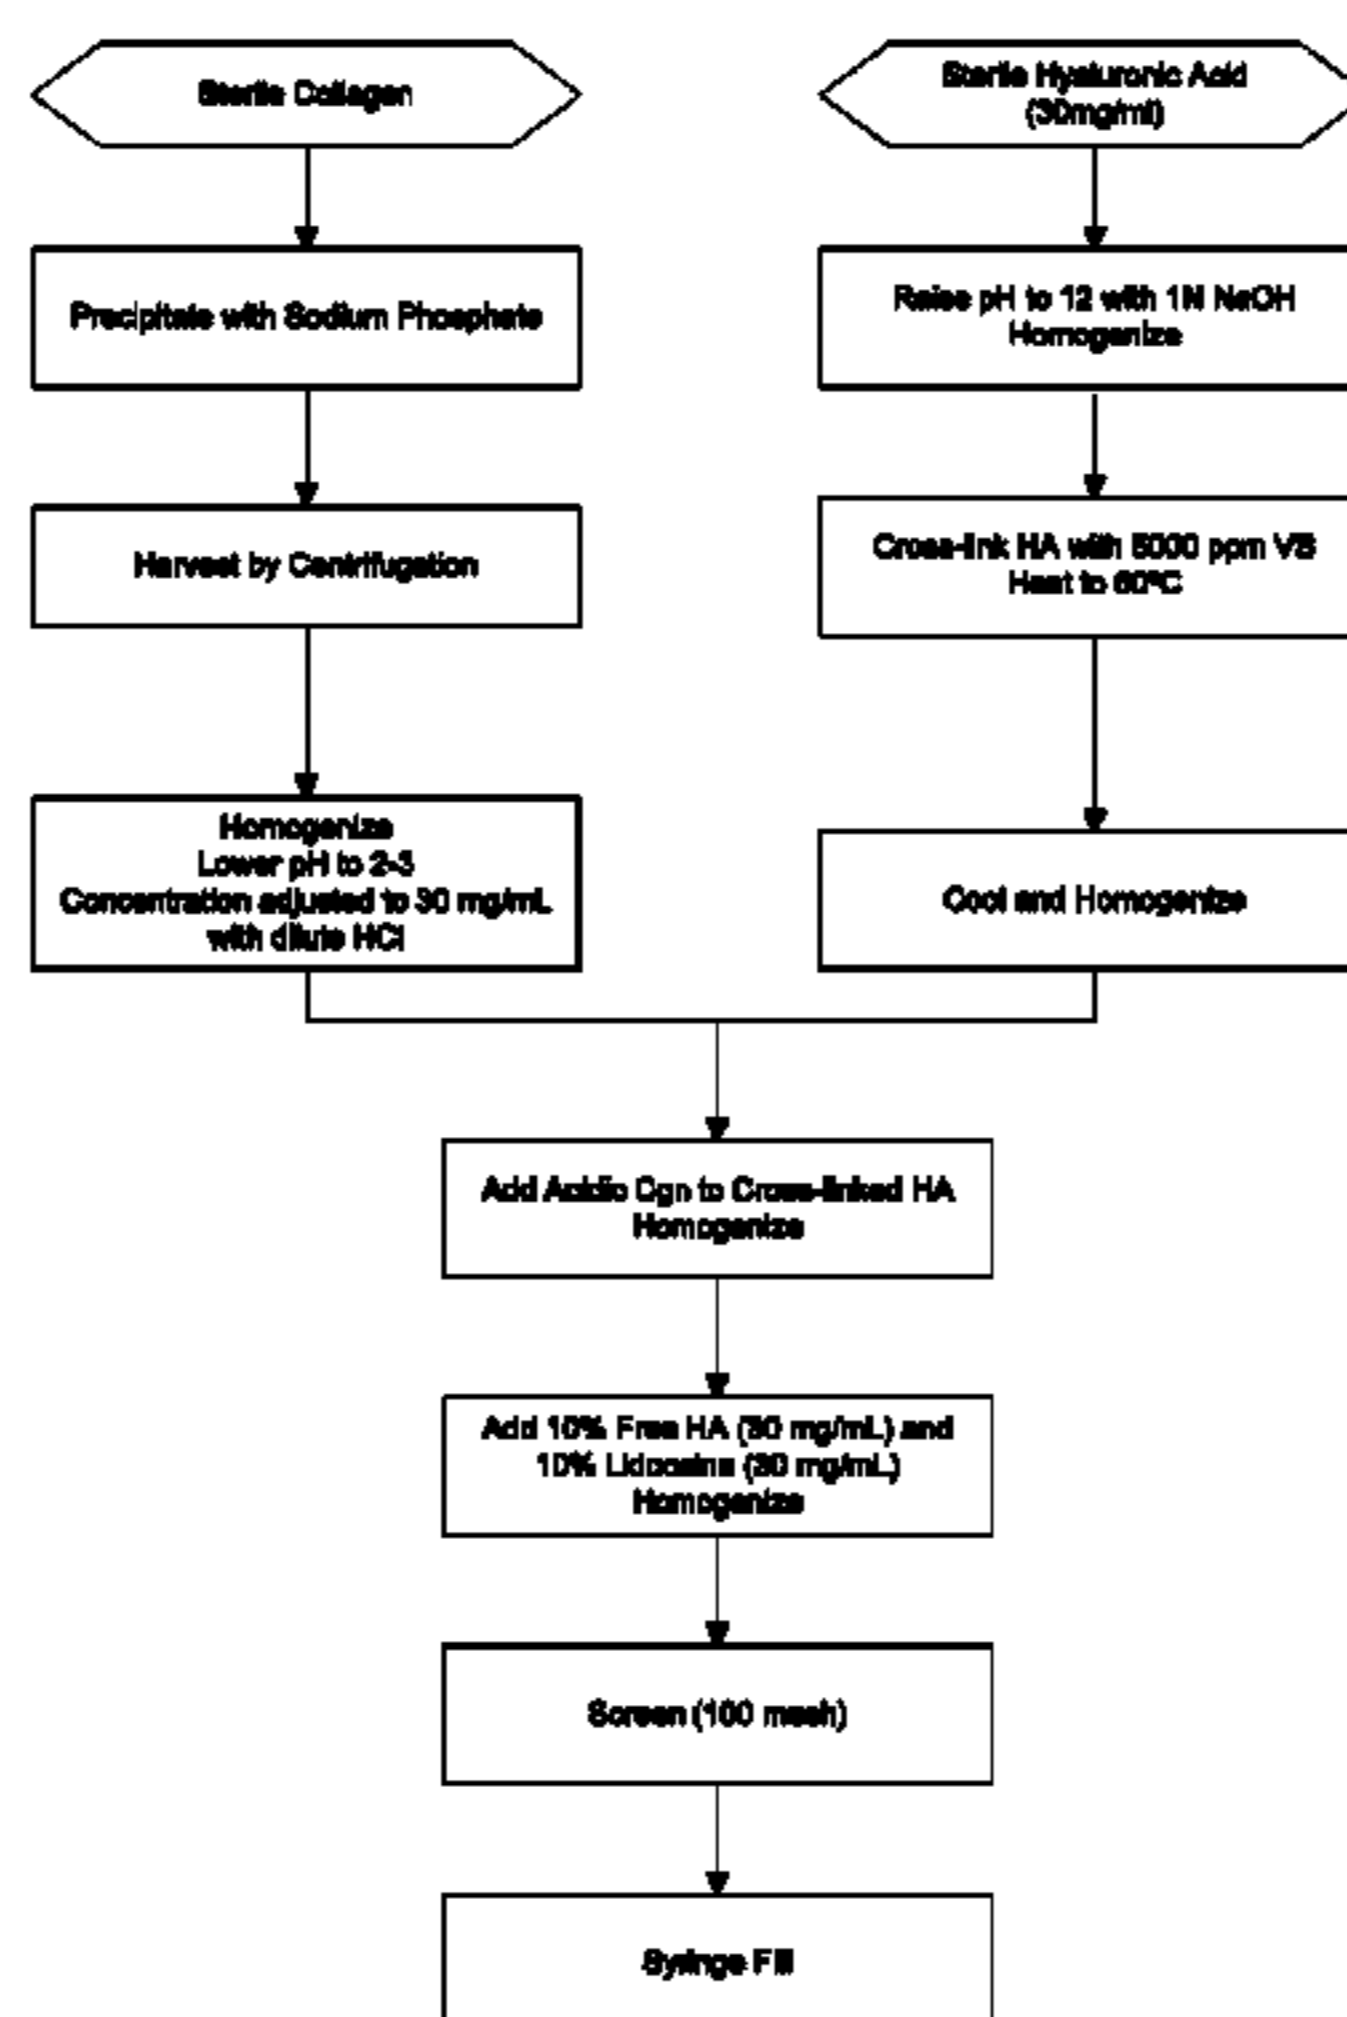 Sterile Collagen
Precipitate with Sodium Phosphate
Harvest by Centrifugation
Homogenize
Lower pH to 2-3
Concentration adjusted to 30 mg/mL
with dilute HCl
Sterile Hyaluronic Acid
(30mg/ml)
Raise pH to 12 with 1N NaOH
Homogenize
Cross-link HA with ppm VS
Heat to
Cool and Homogenize
Add Acidic Cgn to Cross-linked HA
Homogenize
Add 10% Free HA (30 mg/mL) and
10% Lidocaine (30 mg/mL)
Homogenize
Screen (100 mesh)
Syringe Fill